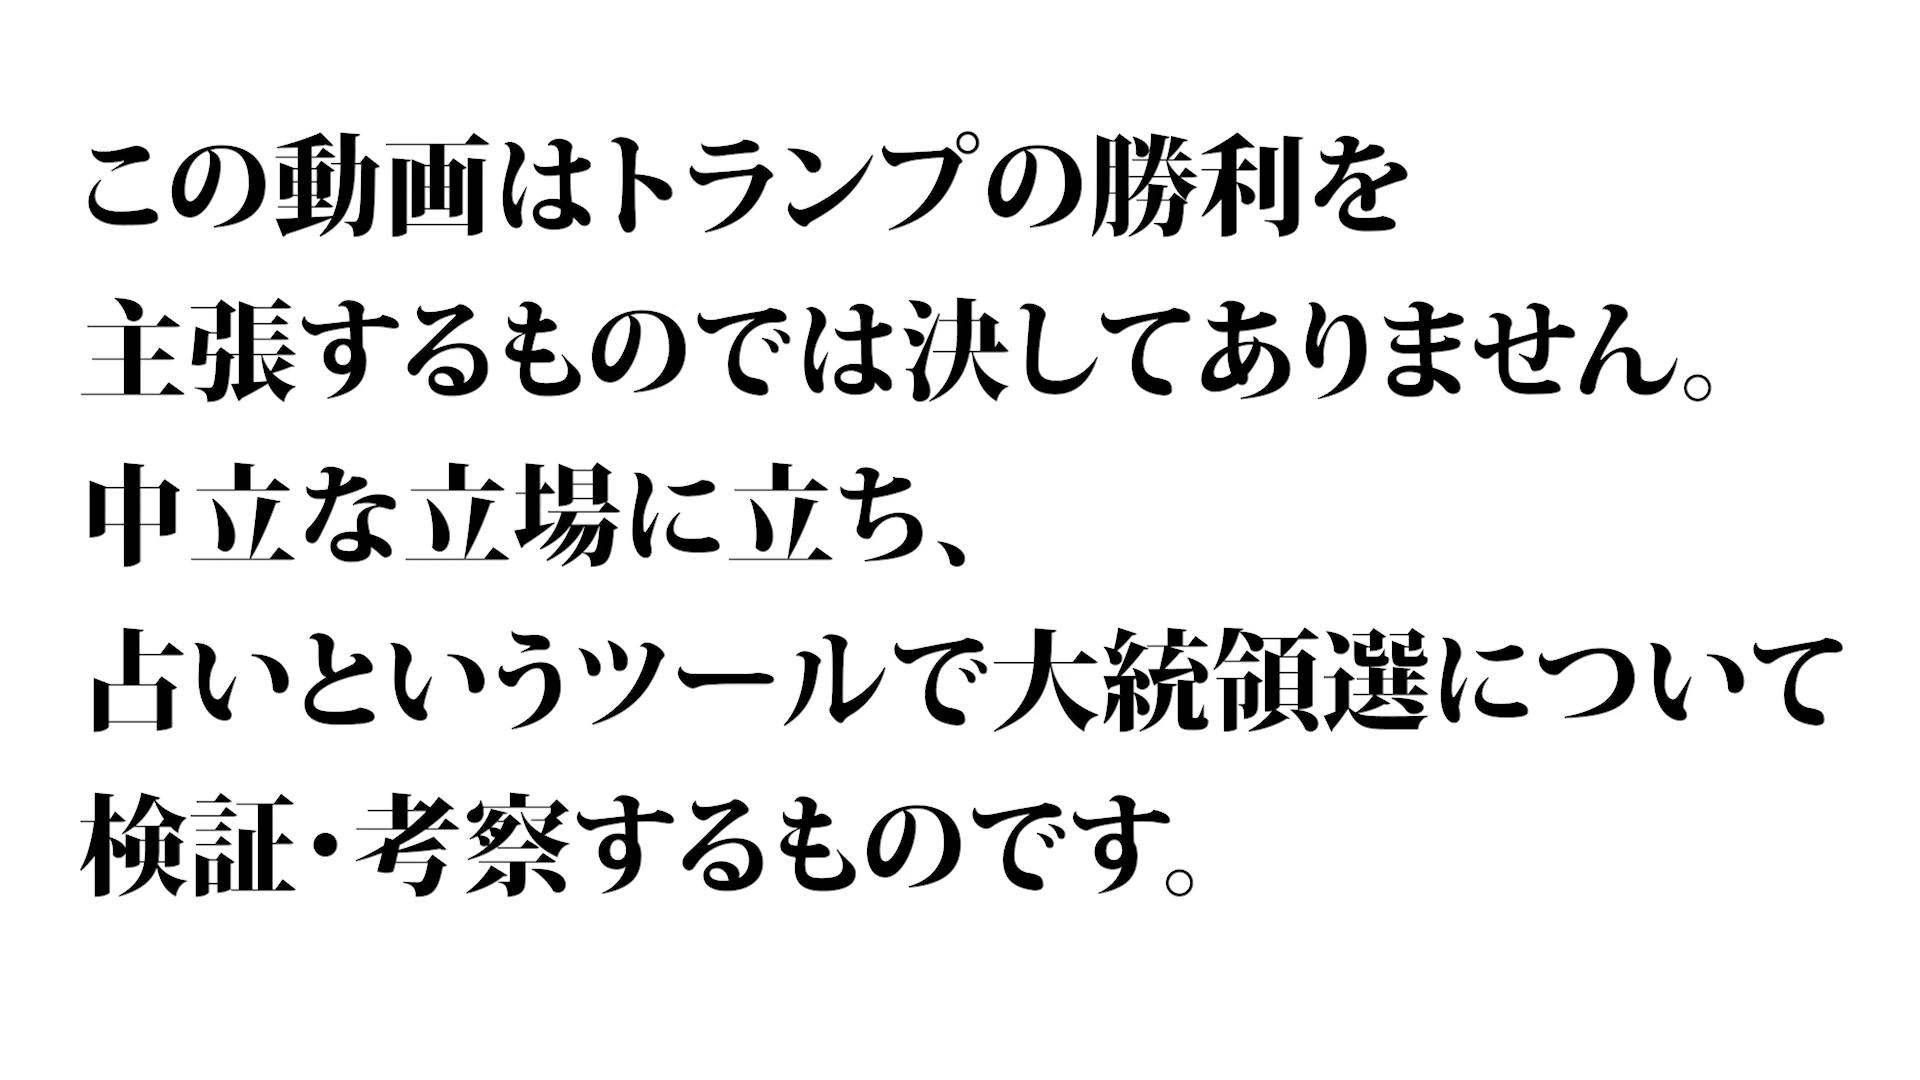 この動画はトランプの勝利を
主張するものでは決してありません。
中立な立場に立ち、
占いというツールで大統領選について
検証・考察するものです。